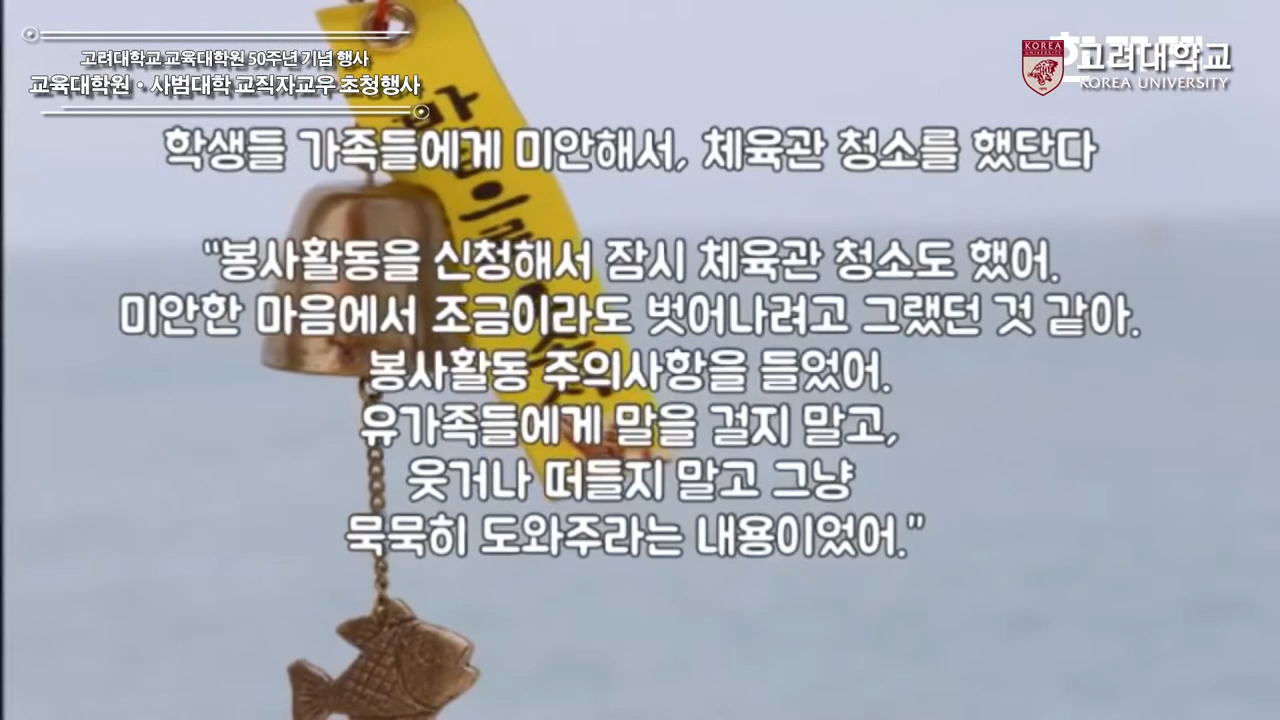 고려대학교 교육대학원 50주년 기념 행사
교육대학원 · 사범대학 교직자교우 초청행사
고려대학교
KOREA UNIVERSITY
KOREA
학생들 가족들에게 미안해서, 체육관 청소를 했단다
“봉사활동을 신청해서 잠시 체육관 청소도 했어.
미안한 마음에서 조금이라도 벗어나려고 그랬던 것 같아.
봉사활동 주의사항을 들었어.
유가족들에게 말을 걸지 말고,
웃거나 떠들지 말고 그냥
묵묵히 도와주라는 내용이었어.”